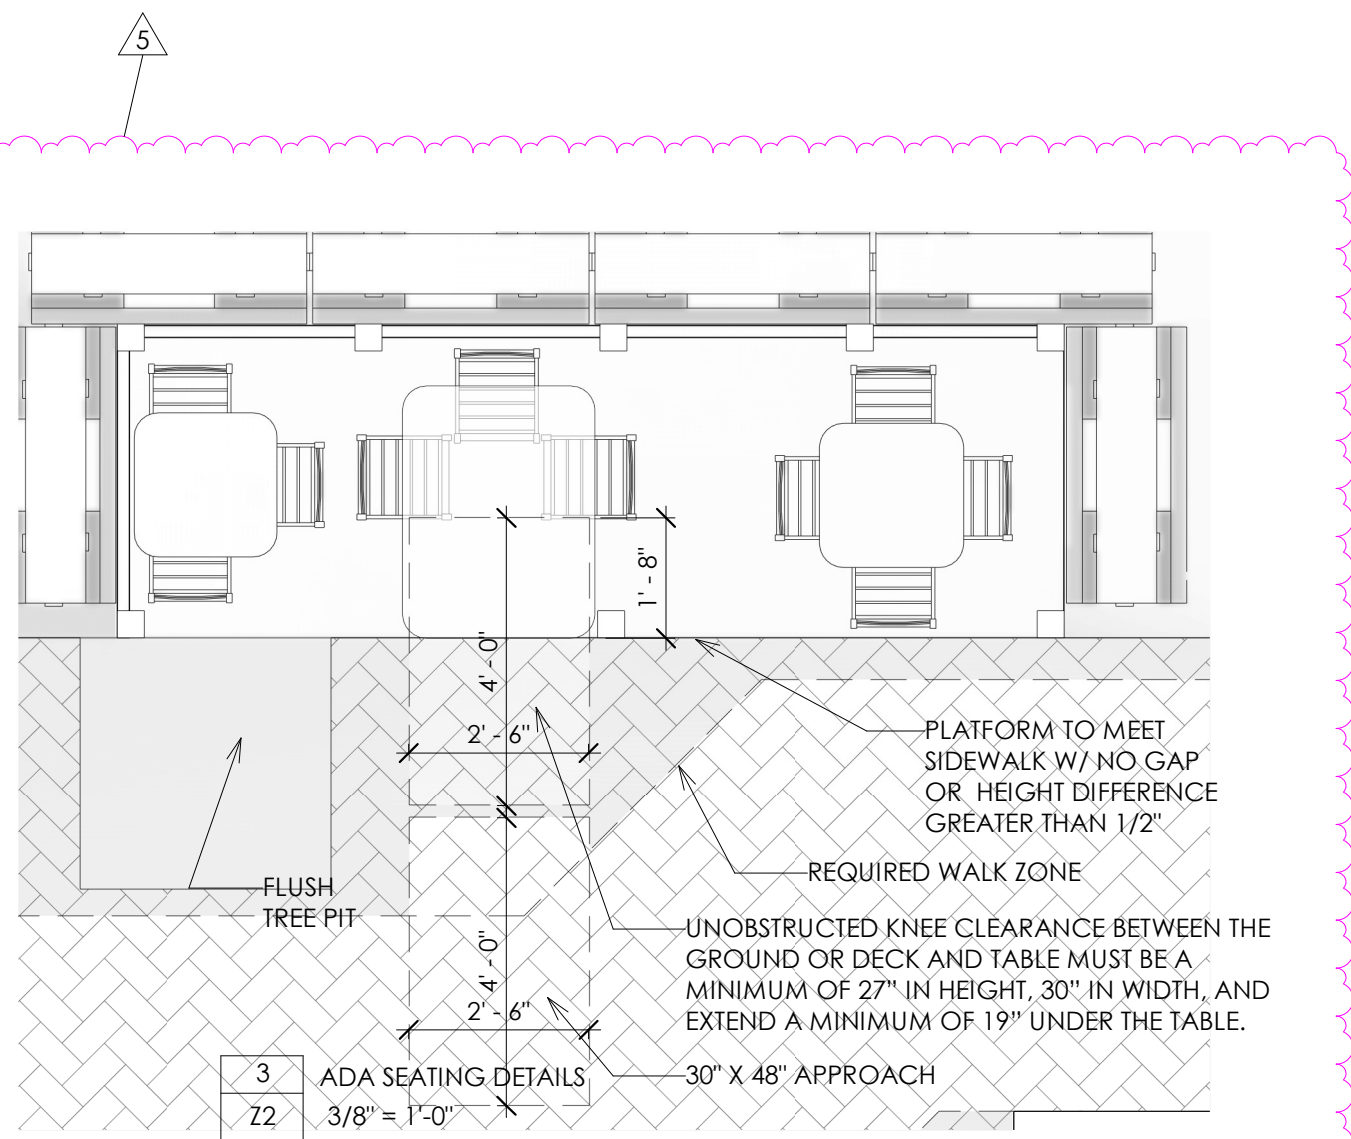 5
1' - 8"
4' - 0"
2' - 6"
PLATFORM TO MEET
SIDEWALK W/ NO GAP
OR HEIGHT DIFFERENCE
GREATER THAN 1/2"
REQUIRED WALK ZONE
FLUSH
TREE PIT
UNOBSTRUCTED KNEE CLEARANCE BETWEEN THE
GROUND OR DECK AND TABLE MUST BE A
MINIMUM OF 27" IN HEIGHT, 30" IN WIDTH, AND
EXTEND A MINIMUM OF 19" UNDER THE TABLE.
4' - 0"
2' - 6"
30" X 48" APPROACH
3
ADA SEATING DETAILS
Z2
3/8" = 1'-0"